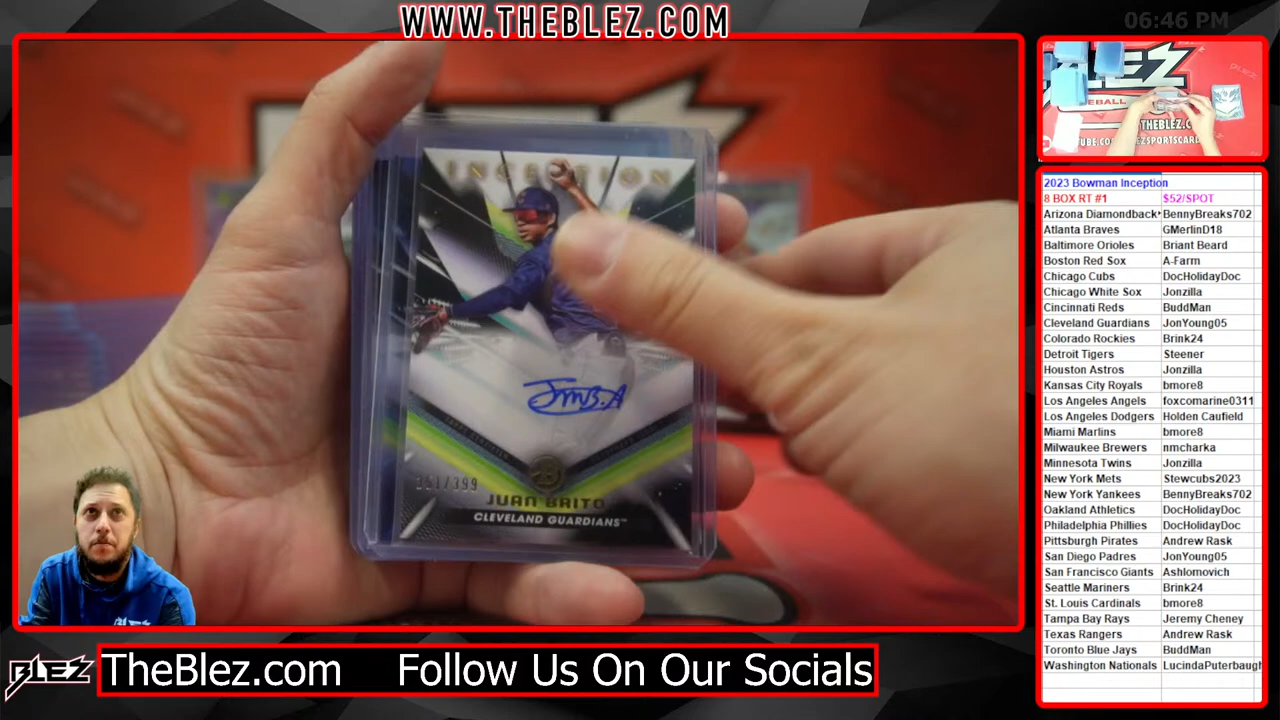 WWW.THEBLEZ.COM
06:46 PM
INCEPTION
JUAN BRITO
CLEVELAND GUARDIANS™
BLEZ
THEBLEZ.C
2023 Bowman Inception
8 BOX RT #1 $52/SPOT
Arizona Diamondback BennyBreaks702
Atlanta Braves GMerlinD18
Baltimore Orioles Briant Beard
Boston Red Sox A-Farm
Chicago Cubs DocHolidayDoc
Chicago White Sox Jonzilla
Cincinnati Reds BuddMan
Cleveland Guardians JonYoung05
Colorado Rockies Brink24
Detroit Tigers Steener
Houston Astros Jonzilla
Kansas City Royals bmore8
Los Angeles Angels foxcomarine0311
Los Angeles Dodgers Holden Caufield
Miami Marlins bmore8
Milwaukee Brewers nmcharka
Minnesota Twins Jonzilla
New York Mets Stewcubs2023
New York Yankees BennyBreaks702
Oakland Athletics DocHolidayDoc
Philadelphia Phillies DocHolidayDoc
Pittsburgh Pirates Andrew Rask
San Diego Padres JonYoung05
San Francisco Giants Ashlomovich
Seattle Mariners Brink24
St. Louis Cardinals bmore8
Tampa Bay Rays Jeremy Cheney
Texas Rangers Andrew Rask
Toronto Blue Jays BuddMan
Washington Nationals LucindaPuterbaugh
BLEZ TheBlez.com Follow Us On Our Socials